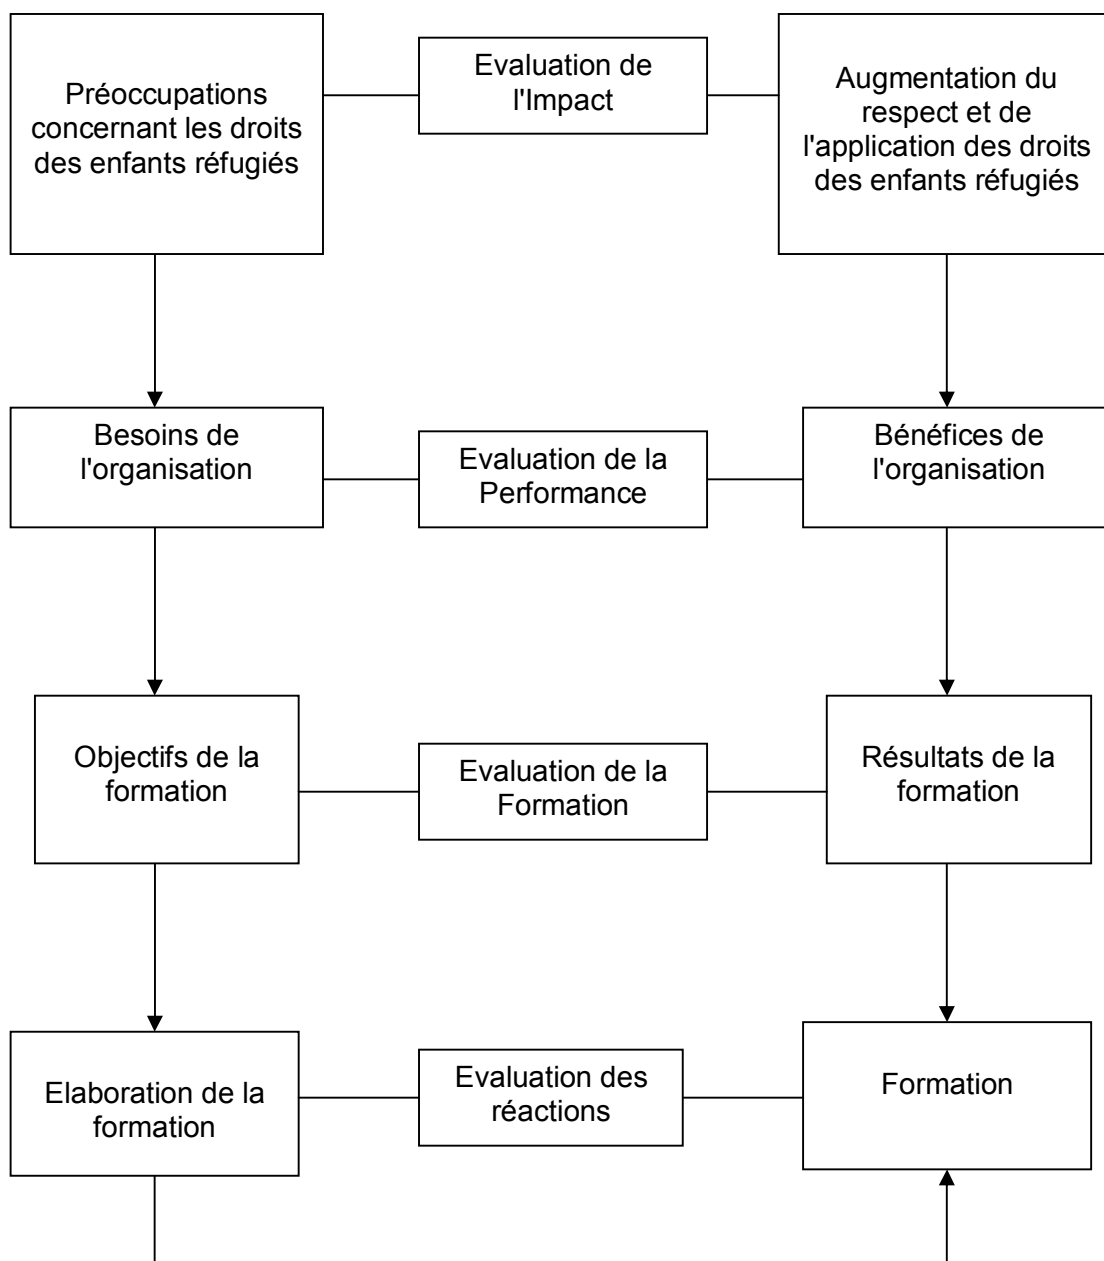 Préoccupations
concernant les droits
des enfants réfugiés
Evaluation de
l'Impact
Augmentation du
respect et de
l'application des droits
des enfants réfugiés
Besoins de
l'organisation
Evaluation de la
Performance
Bénéfices de
l'organisation
Objectifs de la
formation
Evaluation de la
Formation
Résultats de la
formation
Elaboration de la
formation
Evaluation des
réactions
Formation